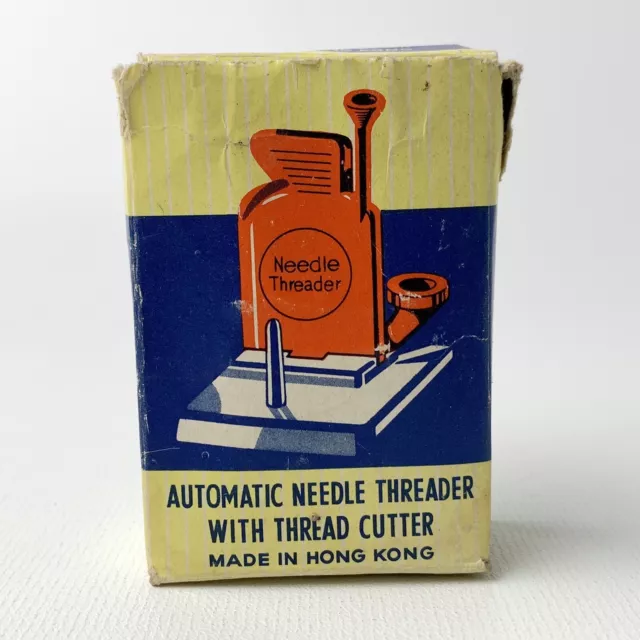 Needle
Threader
AUTOMATIC NEEDLE THREADER
WITH THREAD CUTTER
MADE IN HONG KONG